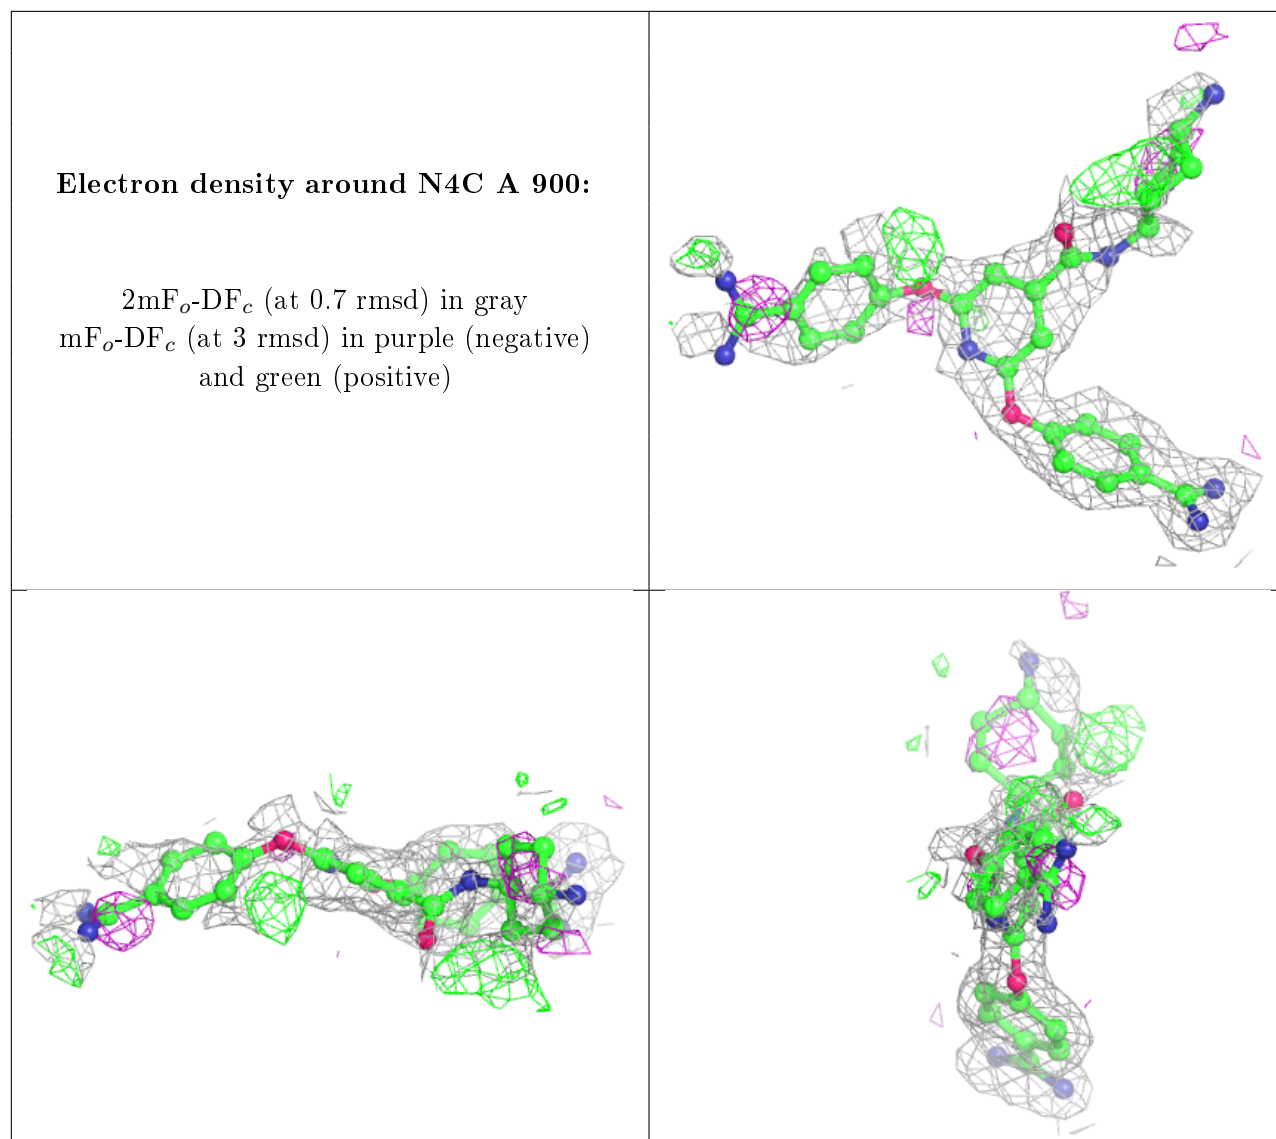 Electron density around N4C A 900:
2mFₒ-DF𝒸 (at 0.7 rmsd) in gray
mFₒ-DF𝒸 (at 3 rmsd) in purple (negative)
and green (positive)